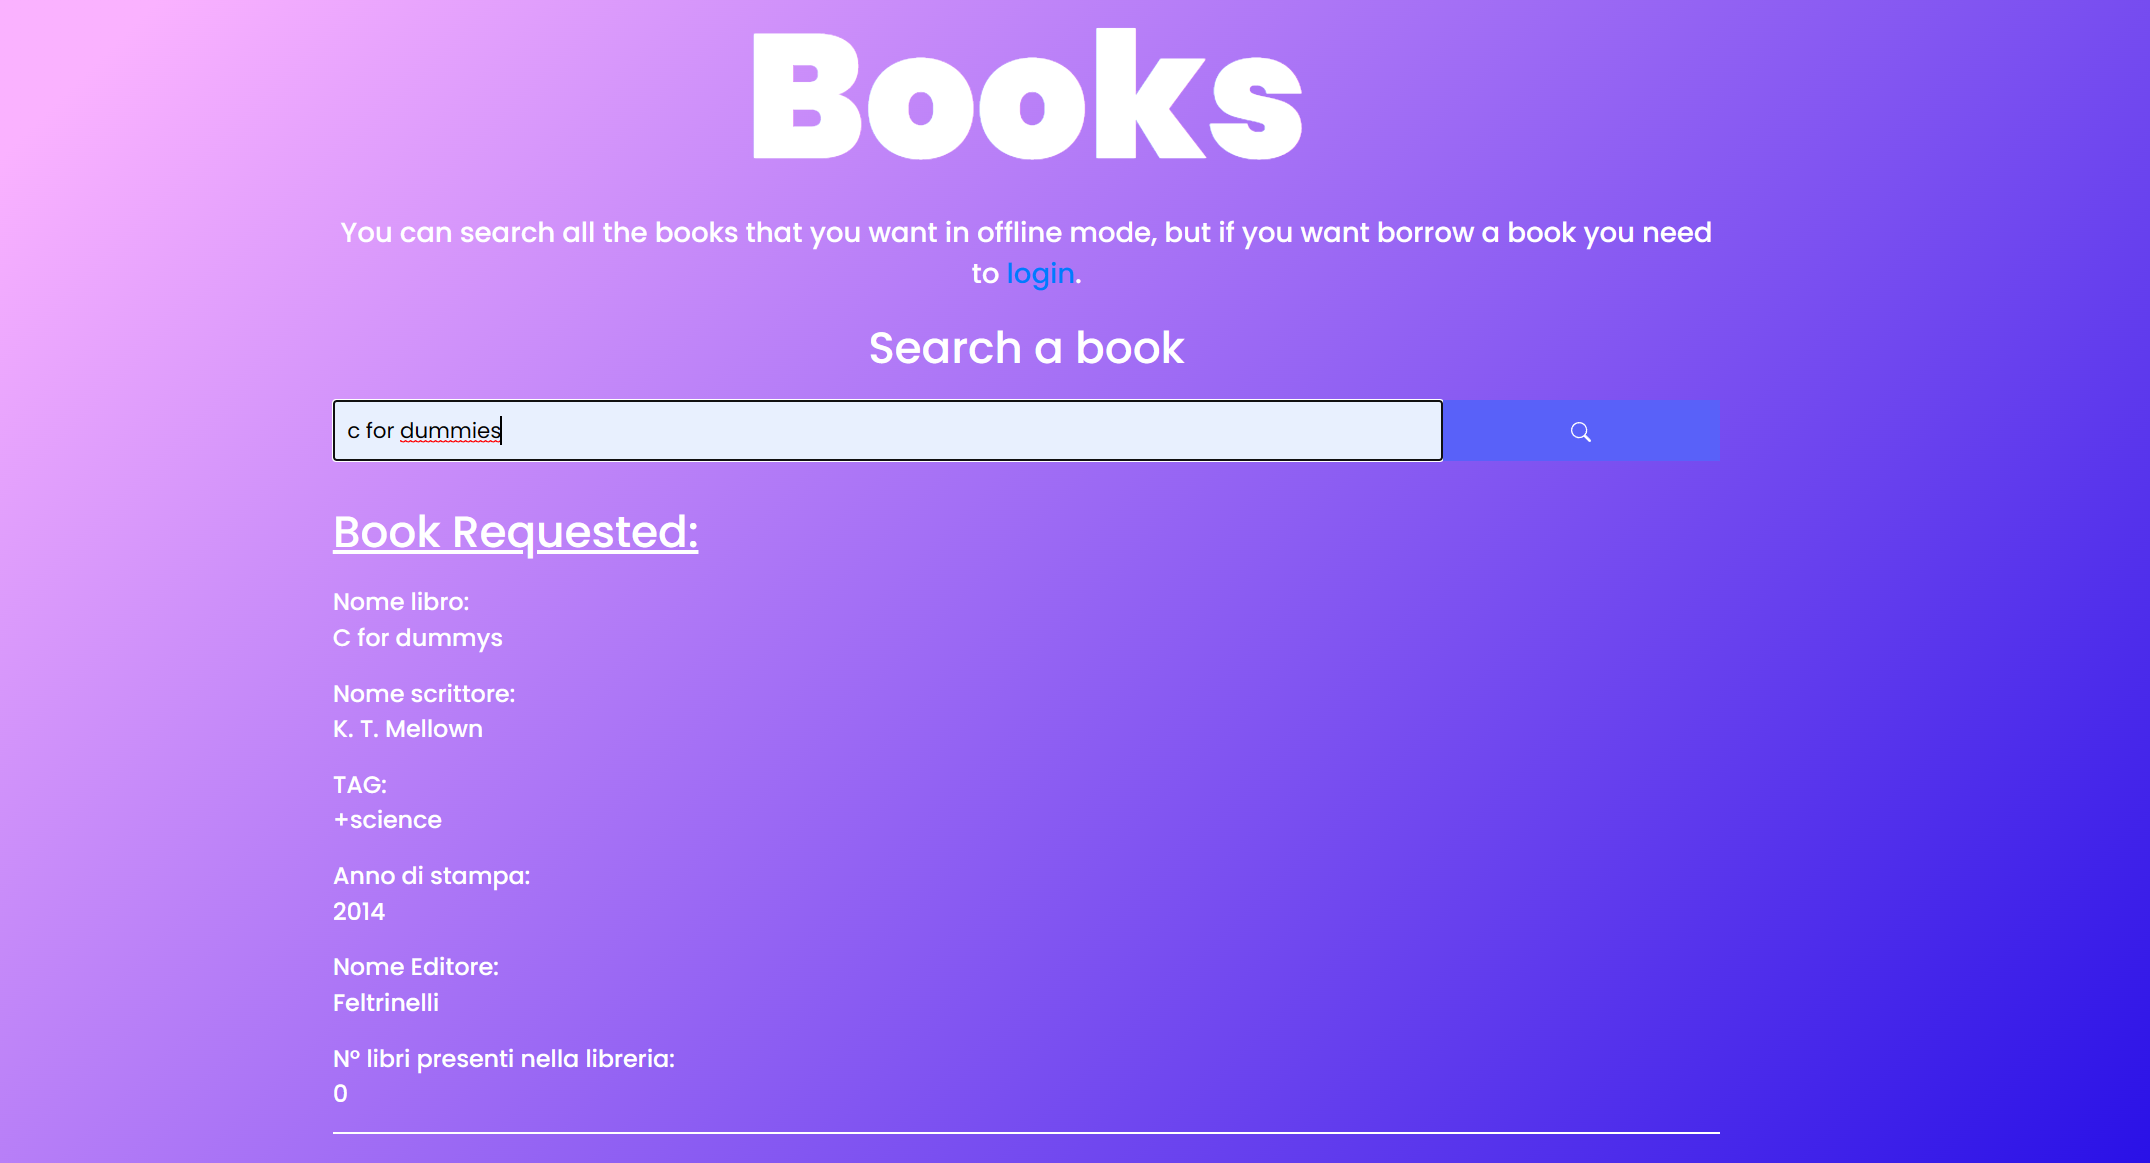 Books
You can search all the books that you want in offline mode, but if you want borrow a book you need
to login.
Search a book
c for dummies
Book Requested:
Nome libro:
C for dummys
Nome scrittore:
K. T. Mellown
TAG:
+science
Anno di stampa:
2014
Nome Editore:
Feltrinelli
N° libri presenti nella libreria:
0